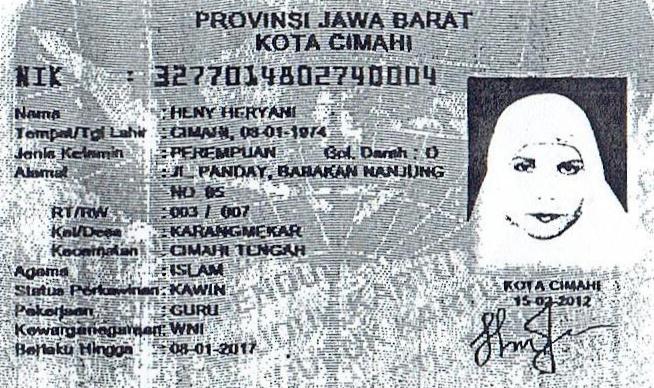 PROVINSI JAWA BARAT
KOTA CIMAHI
NIK : 3277014802740004
Nama : HENY HERYANI
Tempat/Tgl Lahir : CIMAHI, 08-01-1974
Jenis Kelamin : PEREMPUAN Gol. Darah : O
Alamat : JL. PANDAY, BABAKAN NANJUNG
NO 05
RT/RW : 003 / 007
Kel/Desa : KARANGMEKAR
Kecamatan : CIMAHI TENGAH
Agama : ISLAM
Status Perkawinan: KAWIN
Pekerjaan : GURU
Kewarganegaraan: WNI
Berlaku Hingga : 08-01-2017
KOTA CIMAHI
15-02-2012